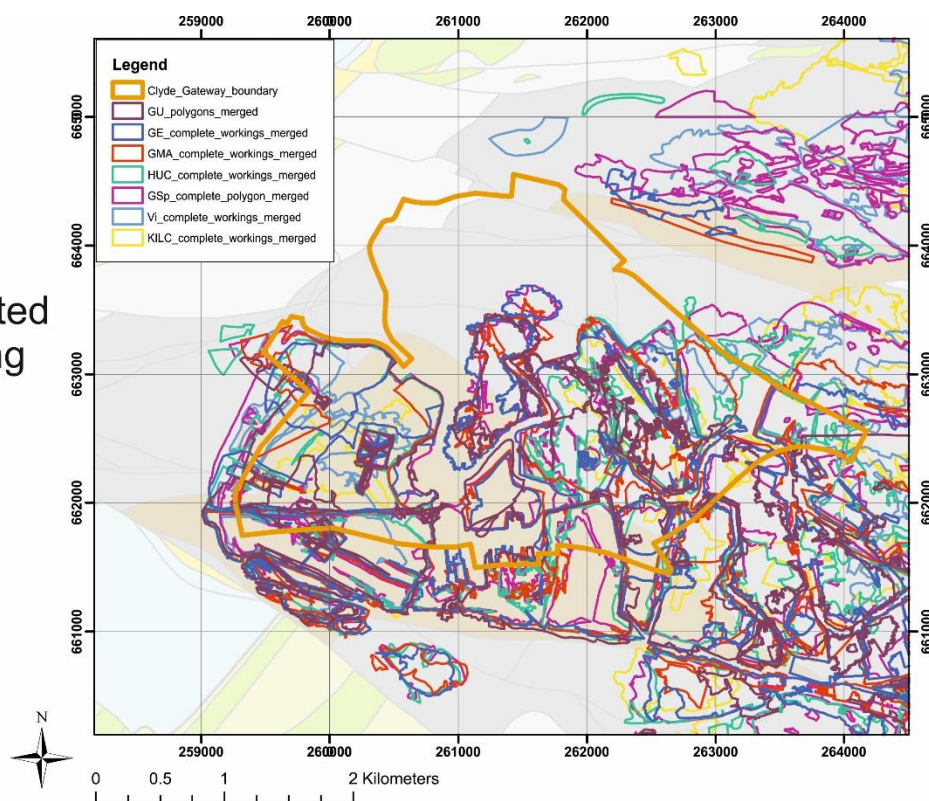 259000 260000 261000 262000 263000 264000
Legend
Clyde_Gateway_boundary
GU_polygons_merged
GE_complete_workings_merged
GMA_complete_workings_merged
HUC_complete_workings_merged
GSp_complete_polygon_merged
Vi_complete_workings_merged
KILC_complete_workings_merged
665000 665000
664000 664000
ted
ng
663000 663000
662000 662000
661000 661000
259000 260000 261000 262000 263000 264000
N
0 0.5 1 2 Kilometers